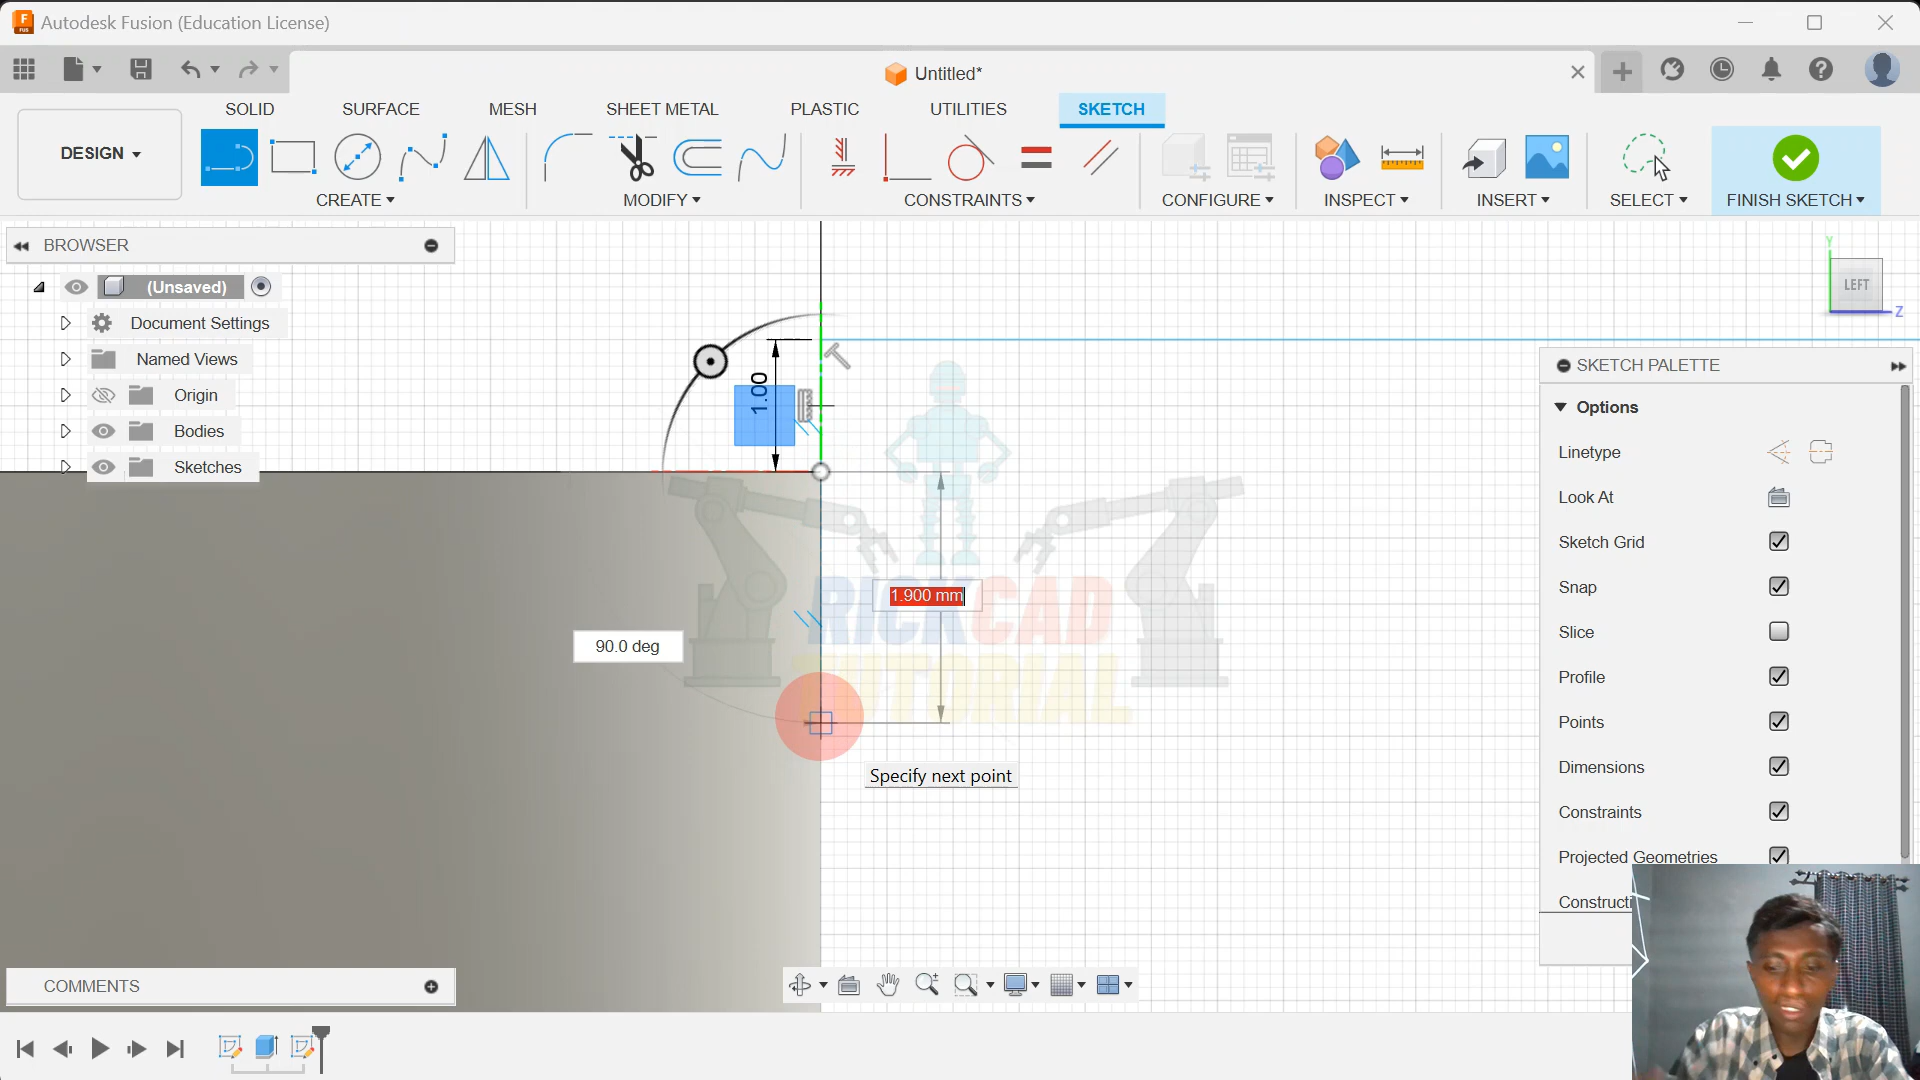 Autodesk Fusion (Education License)
Untitled*
SOLID
SURFACE
MESH
SHEET METAL
PLASTIC
UTILITIES
SKETCH
DESIGN
CREATE
MODIFY
CONSTRAINTS
CONFIGURE
INSPECT
INSERT
SELECT
FINISH SKETCH
BROWSER
(Unsaved)
Document Settings
Named Views
Origin
Bodies
Sketches
Y
LEFT
Z
1.00
1.900 mm
90.0 deg
Specify next point
RICKCAD
TUTORIAL
SKETCH PALETTE
Options
Linetype
Look At
Sketch Grid
Snap
Slice
Profile
Points
Dimensions
Constraints
Projected Geometries
Constructi
COMMENTS